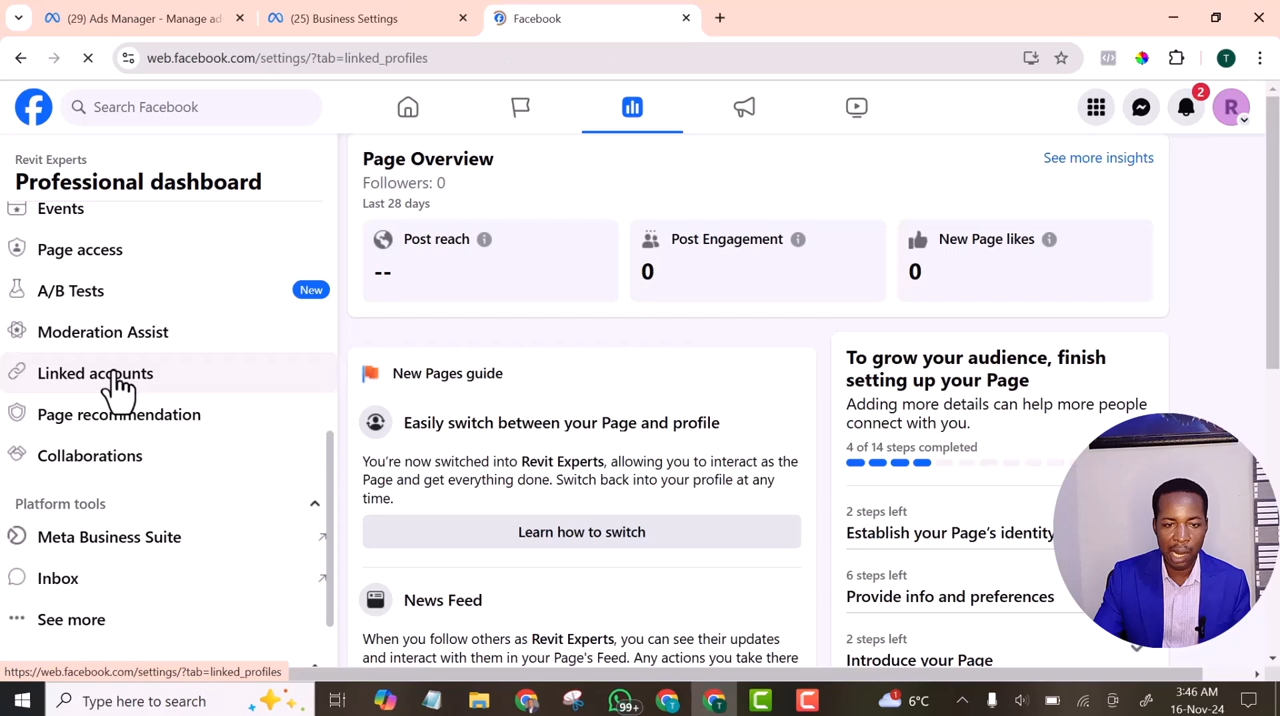 (29) Ads Manager - Manage ad
(25) Business Settings
Facebook
web.facebook.com/settings/?tab=linked_profiles
T
Search Facebook
2
R
Revit Experts
Professional dashboard
Events
Page access
A/B Tests
New
Moderation Assist
Linked accounts
Page recommendation
Collaborations
Platform tools
Meta Business Suite
Inbox
See more
Page Overview
See more insights
Followers: 0
Last 28 days
Post reach
--
Post Engagement
0
New Page likes
0
New Pages guide
Easily switch between your Page and profile
You're now switched into Revit Experts, allowing you to interact as the
Page and get everything done. Switch back into your profile at any
time.
Learn how to switch
News Feed
When you follow others as Revit Experts, you can see their updates
and interact with them in your Page's Feed. Any actions you take there
To grow your audience, finish
setting up your Page
Adding more details can help more people
connect with you.
4 of 14 steps completed
2 steps left
Establish your Page's identity
6 steps left
Provide info and preferences
2 steps left
Introduce your Page
https://web.facebook.com/settings/?tab=linked_profiles
Type here to search
99+
1
6°C
3:46 AM
16-Nov-24